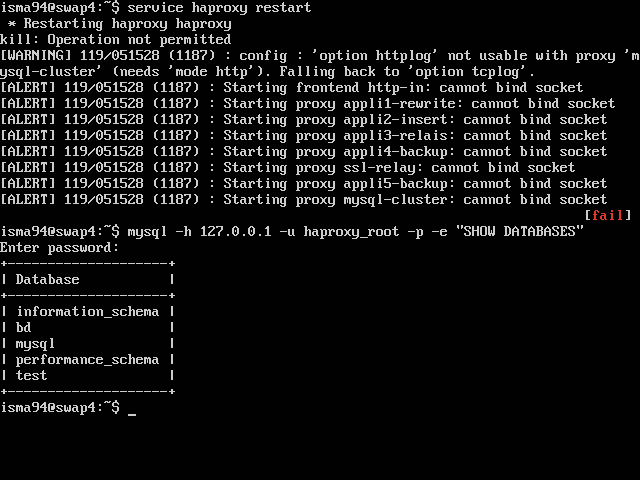 isma94@swap4:~$ service haproxy restart
 * Restarting haproxy haproxy
kill: Operation not permitted
[WARNING] 119/051528 (1187) : config : 'option httplog' not usable with proxy 'm
ysql-cluster' (needs 'mode http'). Falling back to 'option tcplog'.
[ALERT] 119/051528 (1187) : Starting frontend http-in: cannot bind socket
[ALERT] 119/051528 (1187) : Starting proxy appli1-rewrite: cannot bind socket
[ALERT] 119/051528 (1187) : Starting proxy appli2-insert: cannot bind socket
[ALERT] 119/051528 (1187) : Starting proxy appli3-relais: cannot bind socket
[ALERT] 119/051528 (1187) : Starting proxy appli4-backup: cannot bind socket
[ALERT] 119/051528 (1187) : Starting proxy ssl-relay: cannot bind socket
[ALERT] 119/051528 (1187) : Starting proxy appli5-backup: cannot bind socket
[ALERT] 119/051528 (1187) : Starting proxy mysql-cluster: cannot bind socket
[fail]
isma94@swap4:~$ mysql -h 127.0.0.1 -u haproxy_root -p -e "SHOW DATABASES"
Enter password:
+--------------------+
| Database           |
+--------------------+
| information_schema |
| bd                 |
| mysql              |
| performance_schema |
| test               |
+--------------------+
isma94@swap4:~$ _